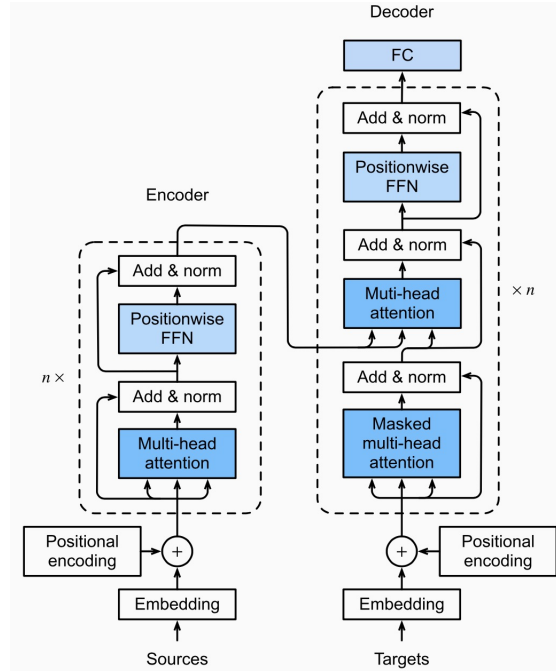 Decoder
FC
Add & norm
Positionwise
FFN
Add & norm
Muti-head
attention
Add & norm
Masked
multi-head
attention
× n
Positional
encoding
+
Embedding
Targets
Encoder
Add & norm
Positionwise
FFN
Add & norm
Multi-head
attention
n ×
Positional
encoding
+
Embedding
Sources